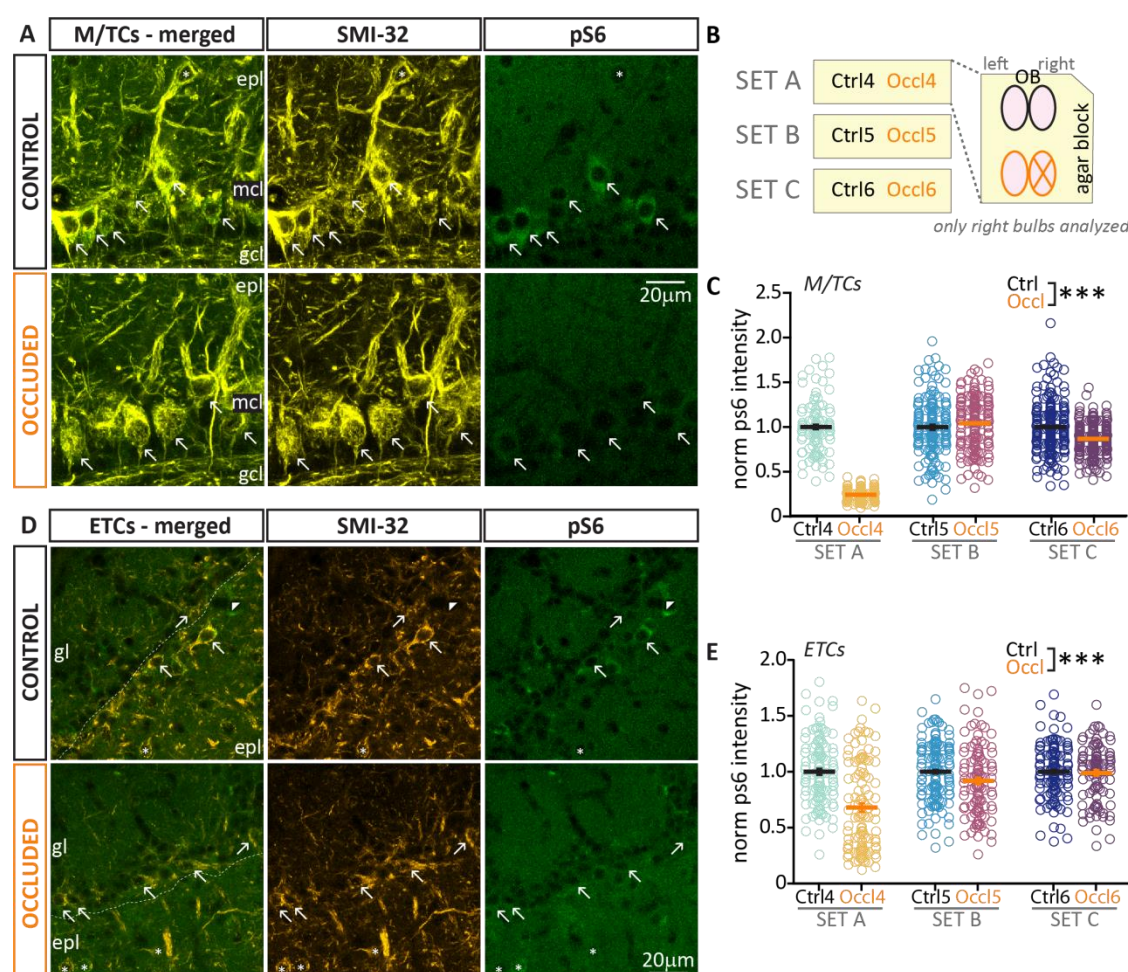 A
M/TCs - merged
SMI-32
pS6
CONTROL
epl
*
*
*
mcl
gcl
OCCLUDED
epl
20µm
mcl
gcl
B
left
right
OB
SET A
Ctrl4 Occl4
SET B
Ctrl5 Occl5
SET C
Ctrl6 Occl6
agar block
only right bulbs analyzed
C
M/TCs
Ctrl
Occl
***
norm ps6 intensity
2.5
2.0
1.5
1.0
0.5
0
Ctrl4 Occl4
Ctrl5 Occl5
Ctrl6 Occl6
SET A
SET B
SET C
D
ETCs - merged
SMI-32
pS6
CONTROL
gl
epl
*
*
OCCLUDED
gl
epl
*
* *
*
* *
*
* *
20µm
E
ETCs
Ctrl
Occl
***
norm ps6 intensity
2.0
1.5
1.0
0.5
0
Ctrl4 Occl4
Ctrl5 Occl5
Ctrl6 Occl6
SET A
SET B
SET C